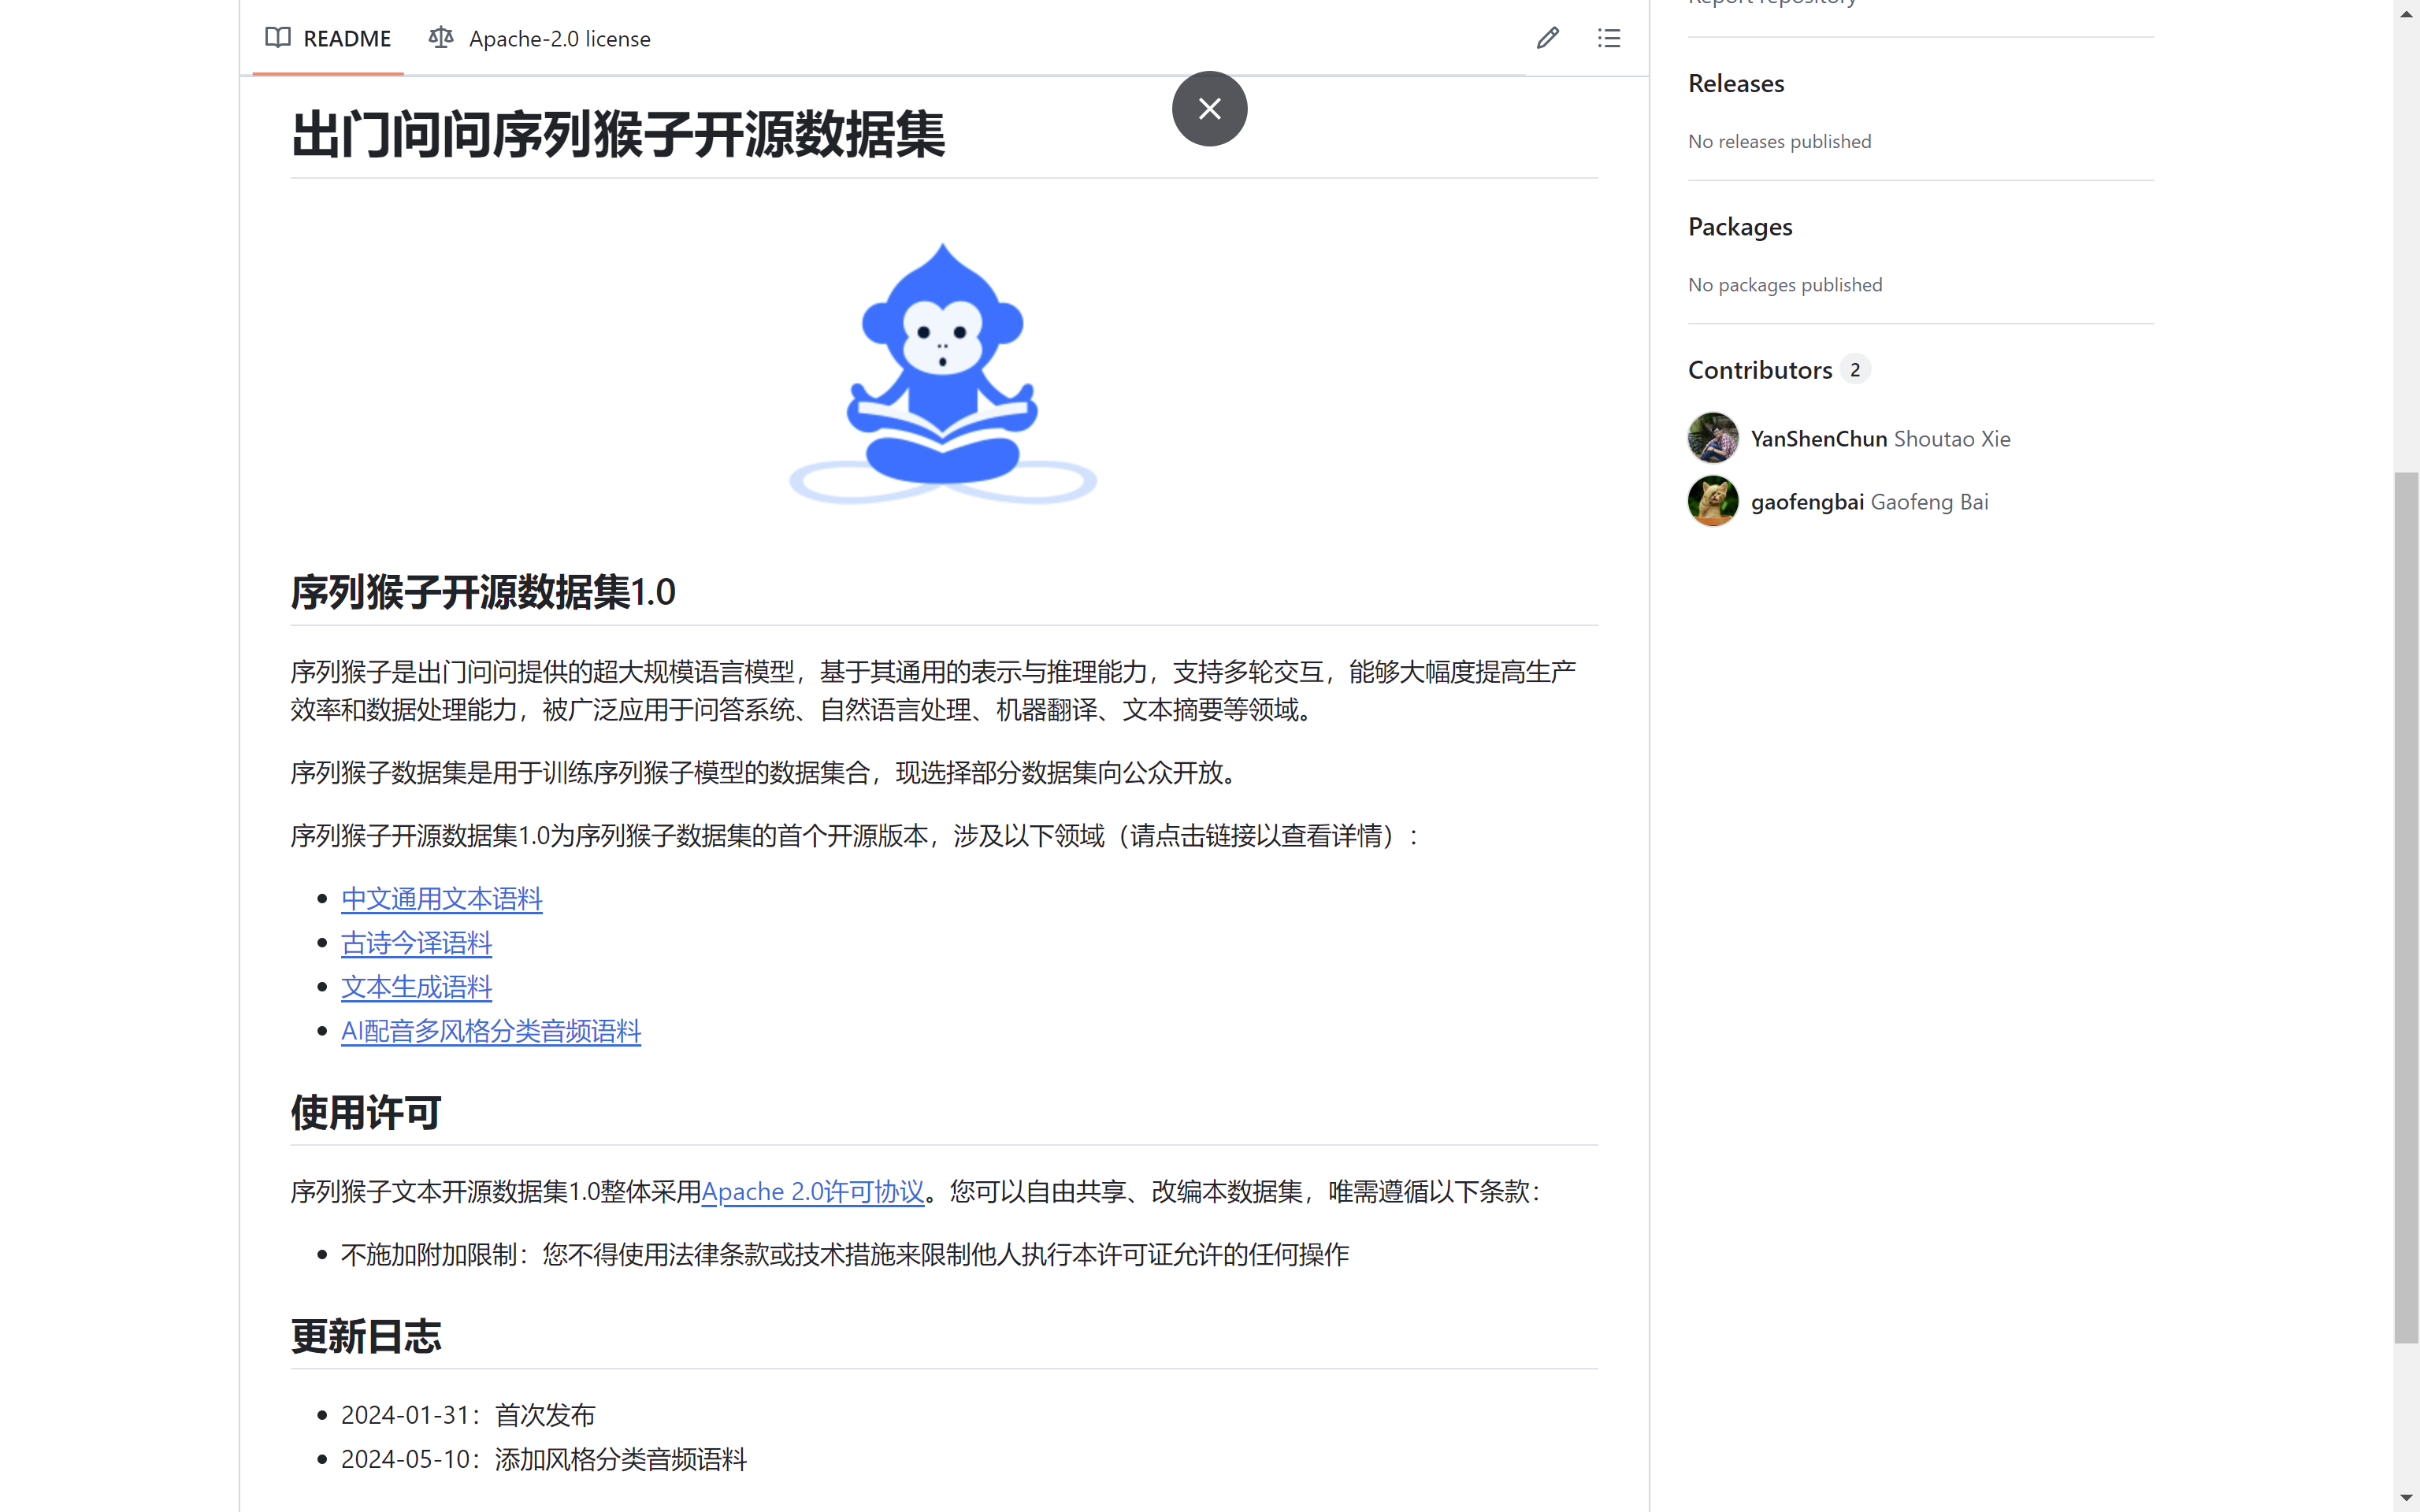 README
Apache-2.0 license
出门问问序列猴子开源数据集
序列猴子开源数据集1.0
序列猴子是出门问问提供的超大规模语言模型，基于其通用的表示与推理能力，支持多轮交互，能够大幅度提高生产
效率和数据处理能力，被广泛应用于问答系统、自然语言处理、机器翻译、文本摘要等领域。
序列猴子数据集是用于训练序列猴子模型的数据集合，现选择部分数据集向公众开放。
序列猴子开源数据集1.0为序列猴子数据集的首个开源版本，涉及以下领域（请点击链接以查看详情）：
中文通用文本语料
古诗今译语料
文本生成语料
AI配音多风格分类音频语料
使用许可
序列猴子文本开源数据集1.0整体采用Apache 2.0许可协议。您可以自由共享、改编本数据集，唯需遵循以下条款：
不施加附加限制：您不得使用法律条款或技术措施来限制他人执行本许可证允许的任何操作
更新日志
2024-01-31：首次发布
2024-05-10：添加风格分类音频语料
Report repository
Releases
No releases published
Packages
No packages published
Contributors 2
YanShenChun Shoutao Xie
gaofengbai Gaofeng Bai